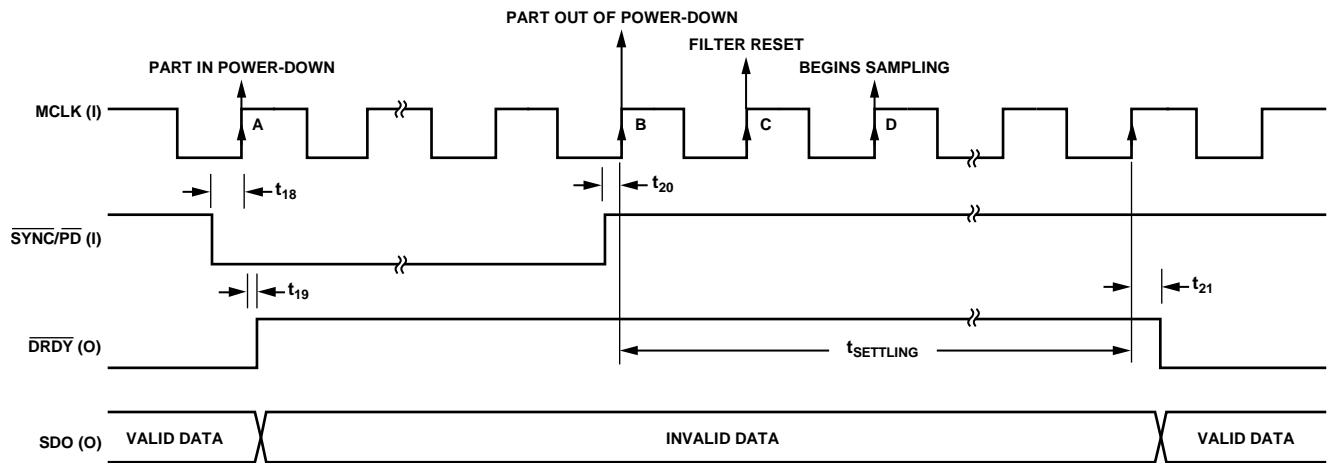 PART OUT OF POWER-DOWN
FILTER RESET
PART IN POWER-DOWN
BEGINS SAMPLING
MCLK (I)
A
B
C
D
t18
t20
SYNC/PD (I)
t19
t21
DRDY (O)
tSETTLING
SDO (O)
VALID DATA
INVALID DATA
VALID DATA